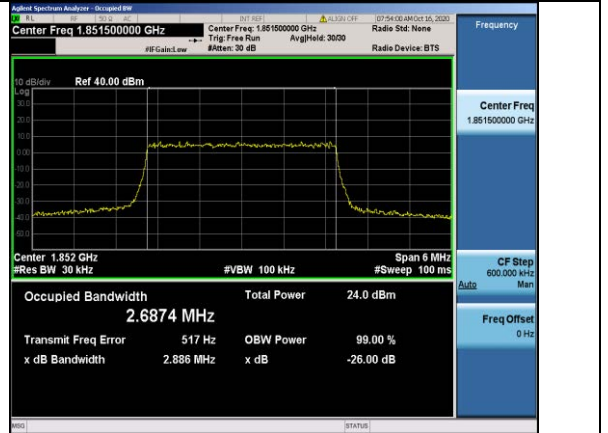 Agilent Spectrum Analyzer - Occupied BW
RL RF 50 Ω AC INT REF ALIGN OFF 07:54:00 AM Oct 16, 2020
Center Freq 1.851500000 GHz Center Freq: 1.851500000 GHz Radio Std: None Frequency
Trig: Free Run Avg|Hold: 30/30
#IFGain:Low #Atten: 30 dB Radio Device: BTS
10 dB/div Ref 40.00 dBm
Log
30.0
20.0
10.0
0.00
-10.0
-20.0
-30.0
-40.0
-50.0
Center Freq
1.851500000 GHz
Center 1.852 GHz Span 6 MHz
#Res BW 30 kHz #VBW 100 kHz #Sweep 100 ms
CF Step
600.000 kHz
Auto Man
Occupied Bandwidth Total Power 24.0 dBm
2.6874 MHz
Transmit Freq Error 517 Hz OBW Power 99.00 %
x dB Bandwidth 2.886 MHz x dB -26.00 dB
Freq Offset
0 Hz
MSG STATUS